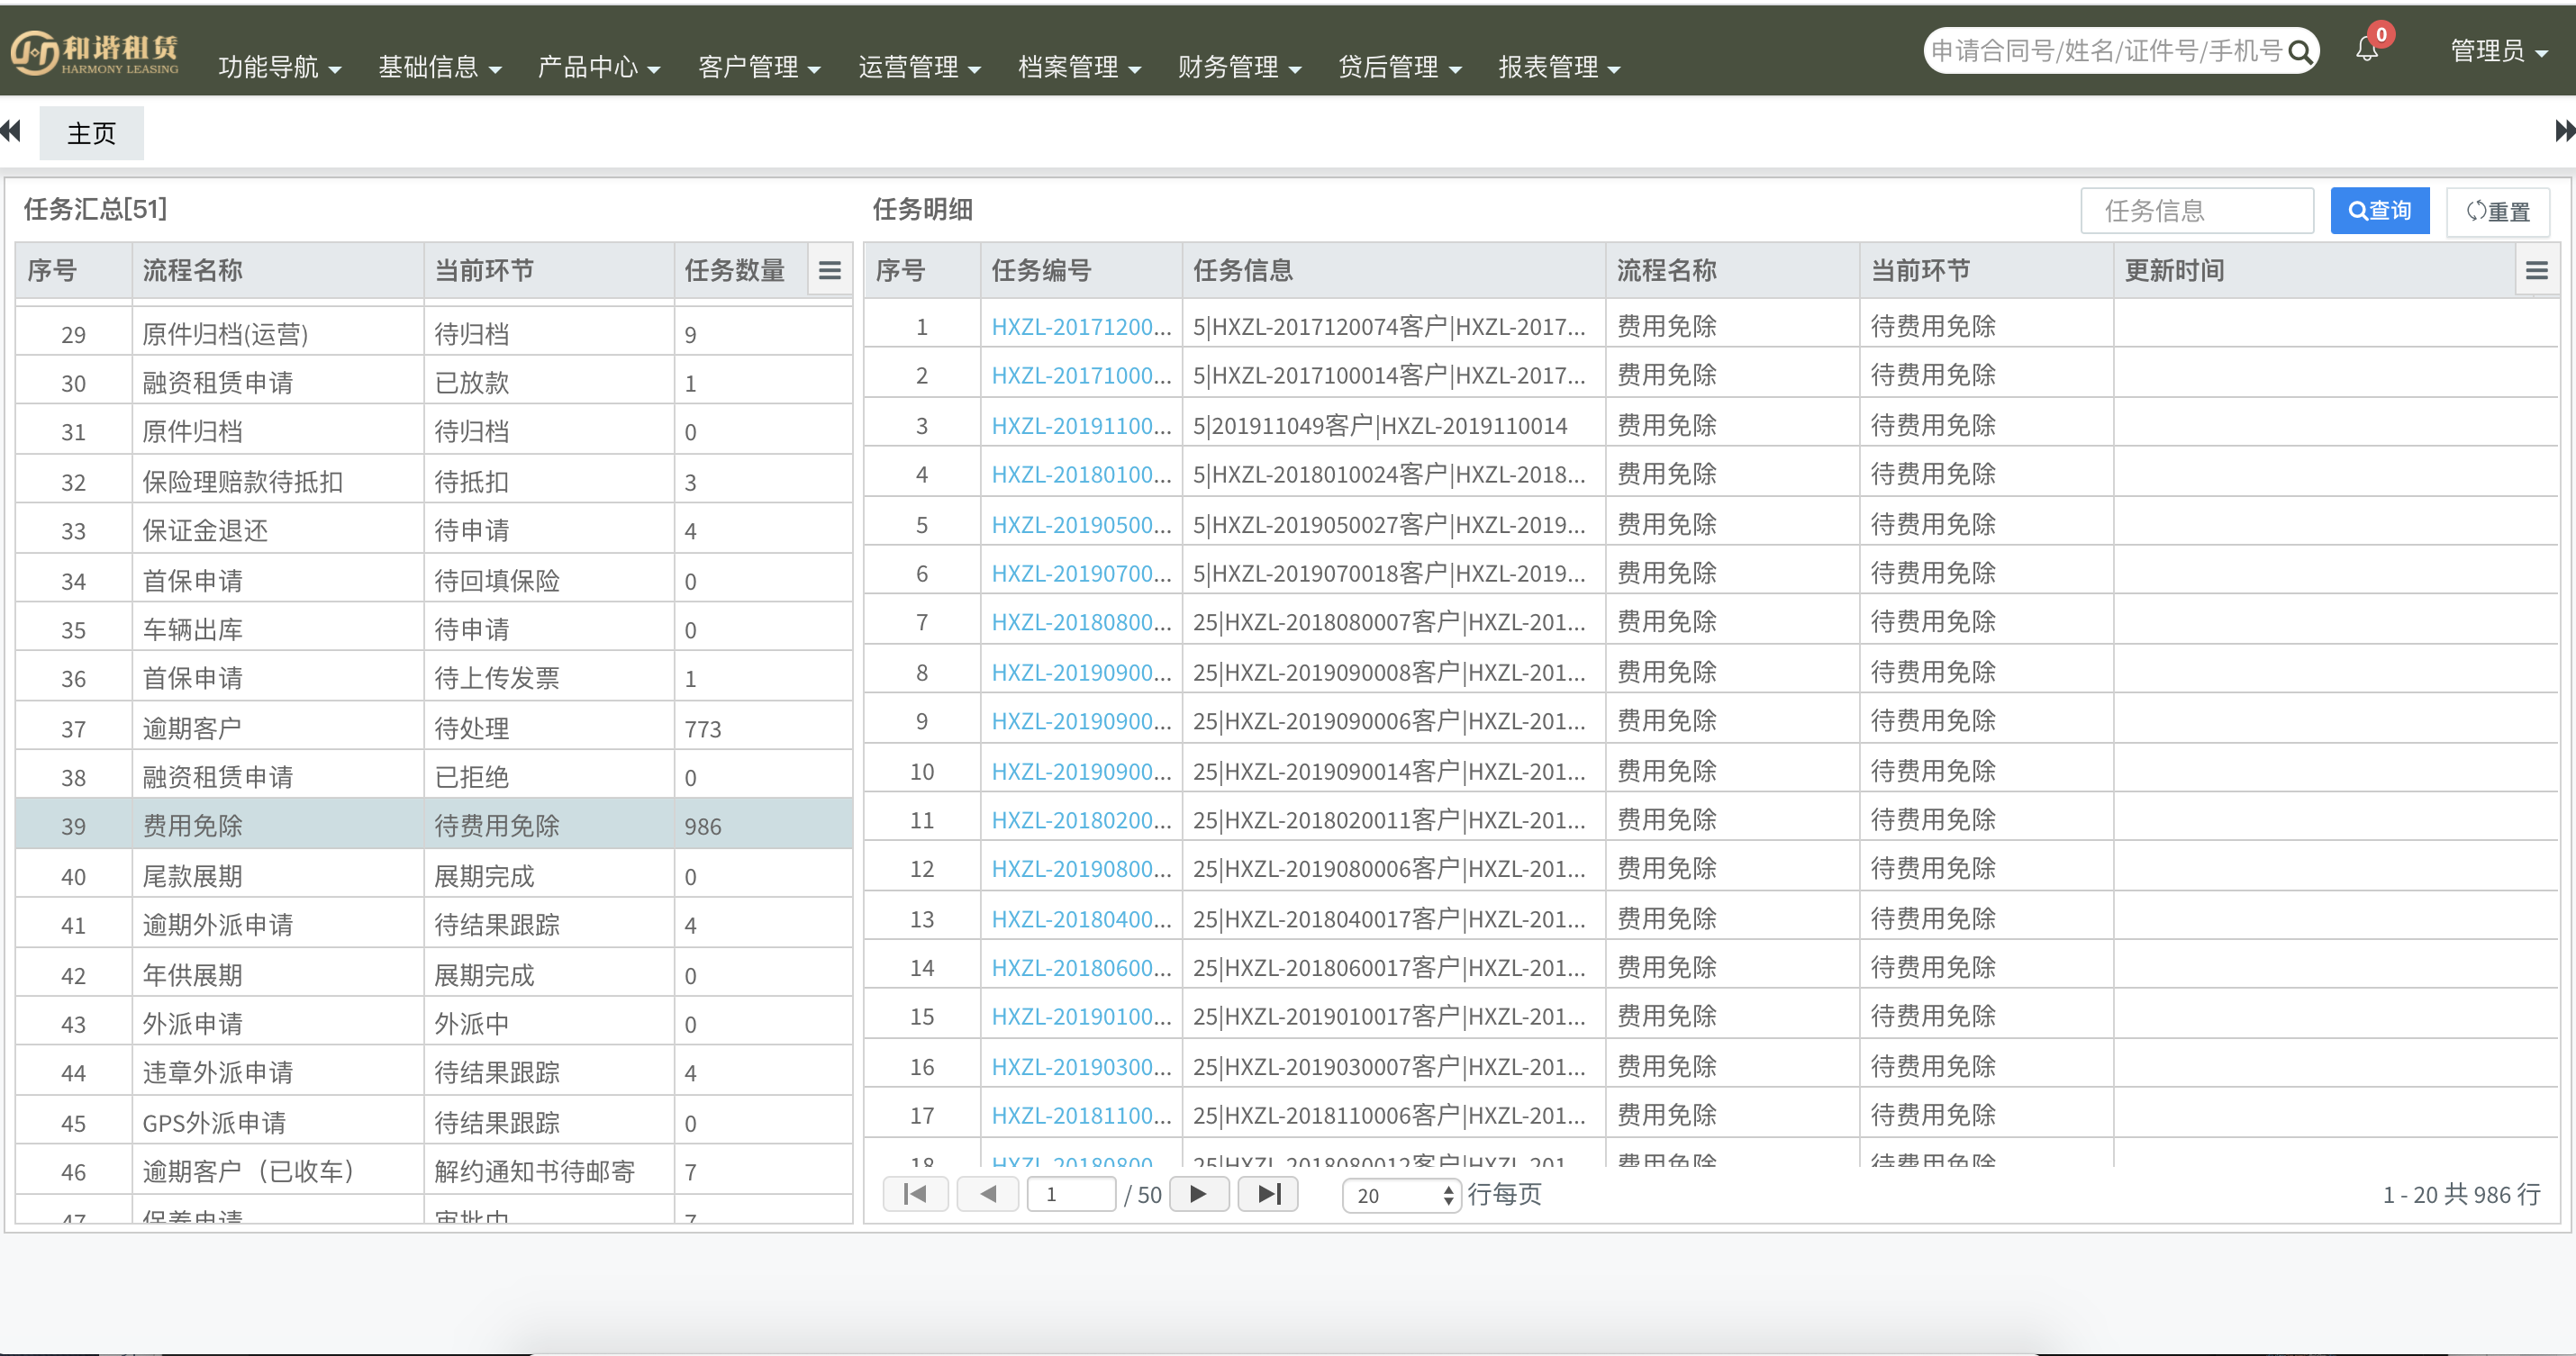 和谐租赁
HARMONY LEASING
功能导航 基础信息 产品中心 客户管理 运营管理 档案管理 财务管理 贷后管理 报表管理 申请合同号/姓名/证件号/手机号 0 管理员
主页
任务汇总[51]
序号 流程名称 当前环节 任务数量
29 原件归档(运营) 待归档 9
30 融资租赁申请 已放款 1
31 原件归档 待归档 0
32 保险理赔款待抵扣 待抵扣 3
33 保证金退还 待申请 4
34 首保申请 待回填保险 0
35 车辆出库 待申请 0
36 首保申请 待上传发票 1
37 逾期客户 待处理 773
38 融资租赁申请 已拒绝 0
39 费用免除 待费用免除 986
40 尾款展期 展期完成 0
41 逾期外派申请 待结果跟踪 4
42 年供展期 展期完成 0
43 外派申请 外派中 0
44 违章外派申请 待结果跟踪 4
45 GPS外派申请 待结果跟踪 0
46 逾期客户（已收车） 解约通知书待邮寄 7
47 保养申请 审批中 7
任务明细 任务信息 查询 重置
序号 任务编号 任务信息 流程名称 当前环节 更新时间
1 HXZL-20171200... 5|HXZL-2017120074客户|HXZL-2017... 费用免除 待费用免除
2 HXZL-20171000... 5|HXZL-2017100014客户|HXZL-2017... 费用免除 待费用免除
3 HXZL-20191100... 5|201911049客户|HXZL-2019110014 费用免除 待费用免除
4 HXZL-20180100... 5|HXZL-2018010024客户|HXZL-2018... 费用免除 待费用免除
5 HXZL-20190500... 5|HXZL-2019050027客户|HXZL-2019... 费用免除 待费用免除
6 HXZL-20190700... 5|HXZL-2019070018客户|HXZL-2019... 费用免除 待费用免除
7 HXZL-20180800... 25|HXZL-2018080007客户|HXZL-201... 费用免除 待费用免除
8 HXZL-20190900... 25|HXZL-2019090008客户|HXZL-201... 费用免除 待费用免除
9 HXZL-20190900... 25|HXZL-2019090006客户|HXZL-201... 费用免除 待费用免除
10 HXZL-20190900... 25|HXZL-2019090014客户|HXZL-201... 费用免除 待费用免除
11 HXZL-20180200... 25|HXZL-2018020011客户|HXZL-201... 费用免除 待费用免除
12 HXZL-20190800... 25|HXZL-2019080006客户|HXZL-201... 费用免除 待费用免除
13 HXZL-20180400... 25|HXZL-2018040017客户|HXZL-201... 费用免除 待费用免除
14 HXZL-20180600... 25|HXZL-2018060017客户|HXZL-201... 费用免除 待费用免除
15 HXZL-20190100... 25|HXZL-2019010017客户|HXZL-201... 费用免除 待费用免除
16 HXZL-20190300... 25|HXZL-2019030007客户|HXZL-201... 费用免除 待费用免除
17 HXZL-20181100... 25|HXZL-2018110006客户|HXZL-201... 费用免除 待费用免除
18 HXZL-20180800... 25|HXZL-2018080012客户|HXZL-201... 费用免除 待费用免除
1 / 50 20 行每页 1 - 20 共 986 行